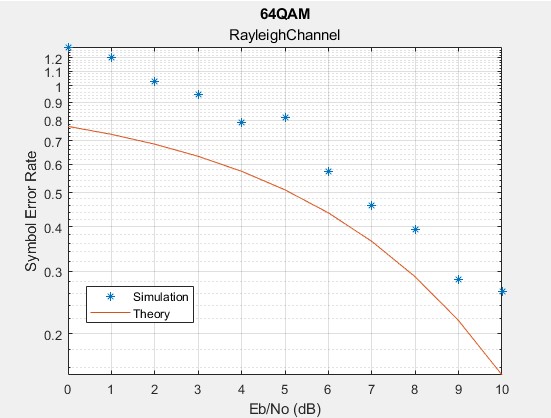 64QAM
RayleighChannel
1.2
1.1
1
0.9
0.8
0.7
0.6
0.5
0.4
0.3
0.2
Symbol Error Rate
Simulation
Theory
0 1 2 3 4 5 6 7 8 9 10
Eb/No (dB)